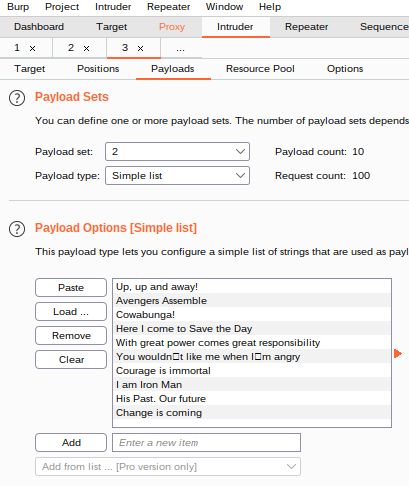 Burp Project Intruder Repeater Window Help
Dashboard Target Proxy Intruder Repeater Sequence
1 × 2 × 3 × ...
Target Positions Payloads Resource Pool Options
? Payload Sets
You can define one or more payload sets. The number of payload sets depends
Payload set: 2 Payload count: 10
Payload type: Simple list Request count: 100
? Payload Options [Simple list]
This payload type lets you configure a simple list of strings that are used as payl
Paste
Load ...
Remove
Clear
Up, up and away!
Avengers Assemble
Cowabunga!
Here I come to Save the Day
With great power comes great responsibility
You wouldn□t like me when I□m angry
Courage is immortal
I am Iron Man
His Past. Our future
Change is coming
Add Enter a new item
Add from list ... [Pro version only]